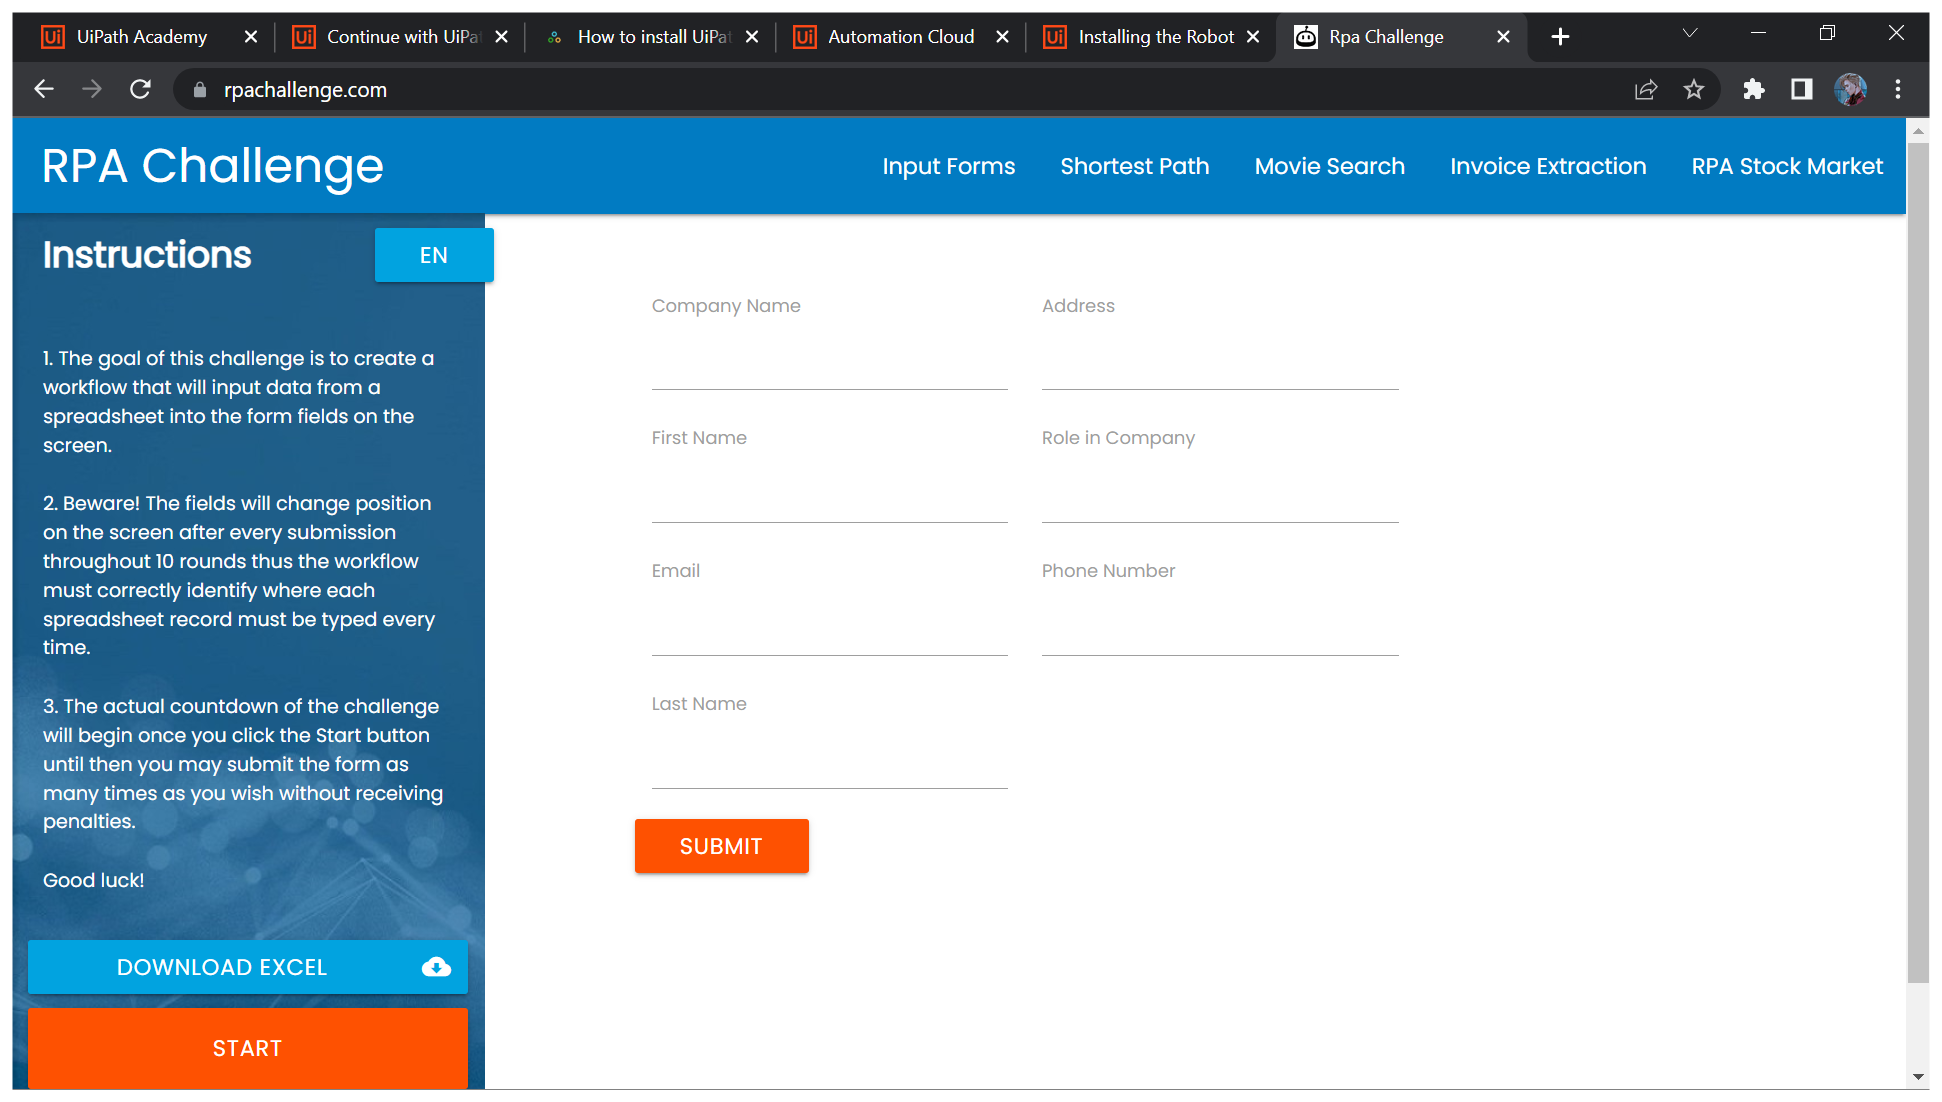 UiPath Academy
Continue with UiPa
How to install UiPat
Automation Cloud
Installing the Robot
Rpa Challenge
rpachallenge.com
RPA Challenge
Input Forms
Shortest Path
Movie Search
Invoice Extraction
RPA Stock Market
Instructions
EN
1. The goal of this challenge is to create a
workflow that will input data from a
spreadsheet into the form fields on the
screen.
2. Beware! The fields will change position
on the screen after every submission
throughout 10 rounds thus the workflow
must correctly identify where each
spreadsheet record must be typed every
time.
3. The actual countdown of the challenge
will begin once you click the Start button
until then you may submit the form as
many times as you wish without receiving
penalties.
Good luck!
DOWNLOAD EXCEL
START
Company Name
Address
First Name
Role in Company
Email
Phone Number
Last Name
SUBMIT